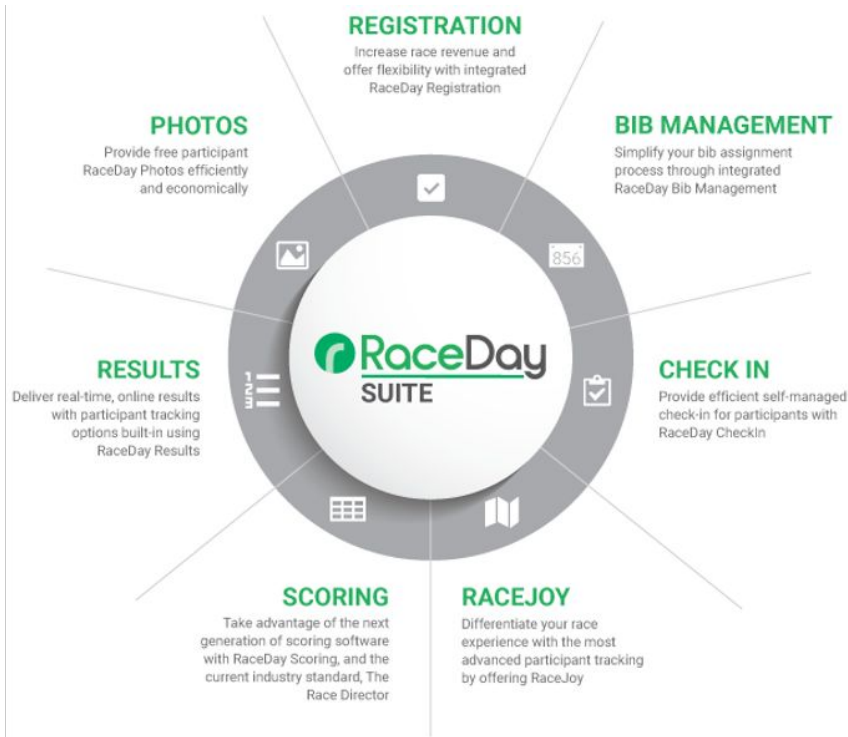 REGISTRATION
Increase race revenue and
offer flexibility with integrated
RaceDay Registration
PHOTOS
Provide free participant
RaceDay Photos efficiently
and economically
BIB MANAGEMENT
Simplify your bib assignment
process through integrated
RaceDay Bib Management
856
RaceDay
SUITE
RESULTS
Deliver real-time, online results
with participant tracking
options built-in using
RaceDay Results
1
2
3
CHECK IN
Provide efficient self-managed
check-in for participants with
RaceDay CheckIn
SCORING
Take advantage of the next
generation of scoring software
with RaceDay Scoring, and the
current industry standard, The
Race Director
RACEJOY
Differentiate your race
experience with the most
advanced participant tracking
by offering RaceJoy